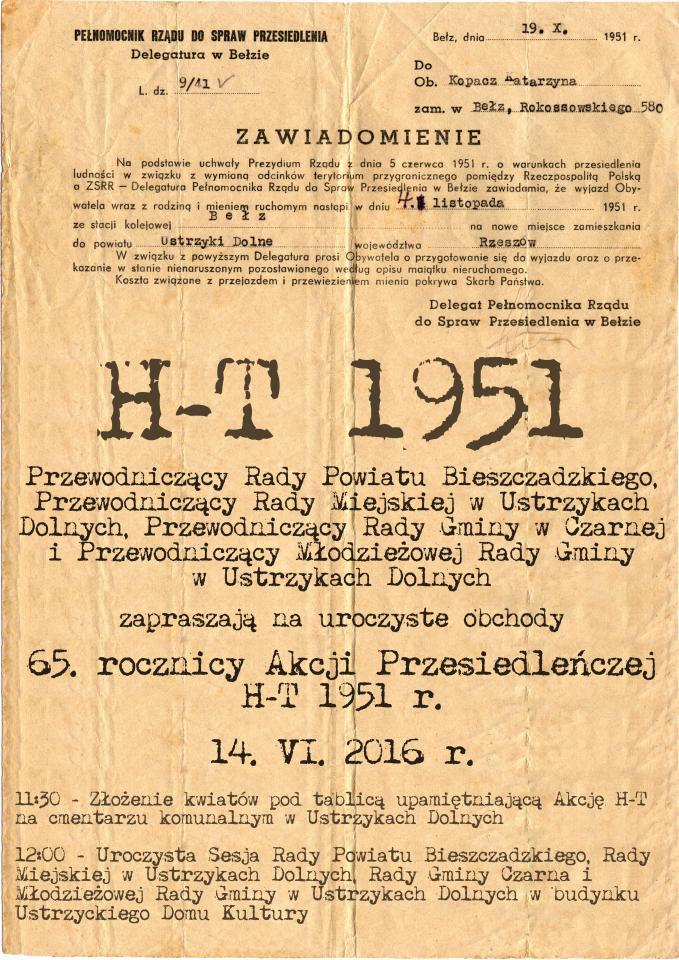 PEŁNOMOCNIK RZĄDU DO SPRAW PRZESIEDLENIA
Delegatura w Bełzie
L. dz. 9/41
Bełz, dnia 19. X. 1951 r.
Do
Ob. Kopacz Katarzyna
zam. w Bełz, Rokossowskiego 580
ZAWIADOMIENIE
Na podstawie uchwały Prezydium Rządu z dnia 5 czerwca 1951 r. o warunkach przesiedlenia
ludności w związku z wymianą odcinków terytorium przygranicznego pomiędzy Rzeczpospolitą Polską
a ZSRR — Delegatura Pełnomocnika Rządu do Spraw Przesiedlenia w Bełzie zawiadamia, że wyjazd Oby-
watela wraz z rodziną i mieniem ruchomym nastąpi w dniu 4. listopada 1951 r.
ze stacji kolejowej Bełz na nowe miejsce zamieszkania
do powiatu Ustrzyki Dolne województwa Rzeszów
W związku z powyższym Delegatura prosi Obywatela o przygotowanie się do wyjazdu oraz o prze-
kazanie w stanie nienaruszonym pozostawionego według opisu majątku nieruchomego.
Koszta związane z przejazdem i przewiezieniem mienia pokrywa Skarb Państwa.
Delegat Pełnomocnika Rządu
do Spraw Przesiedlenia w Bełzie
H-T 1951
Przewodniczący Rady Powiatu Bieszczadzkiego,
Przewodniczący Rady Miejskiej w Ustrzykach
Dolnych, Przewodniczący Rady Gminy w Czarnej
i Przewodniczący Młodzieżowej Rady Gminy
w Ustrzykach Dolnych
zapraszają na uroczyste obchody
65. rocznicy Akcji Przesiedleńczej
H-T 1951 r.
14. VI. 2016 r.
11:30 - Złożenie kwiatów pod tablicą upamiętniającą Akcję H-T
na cmentarzu komunalnym w Ustrzykach Dolnych
12:00 - Uroczysta Sesja Rady Powiatu Bieszczadzkiego, Rady
Miejskiej w Ustrzykach Dolnych, Rady Gminy Czarna i
Młodzieżowej Rady Gminy w Ustrzykach Dolnych w budynku
Ustrzyckiego Domu Kultury